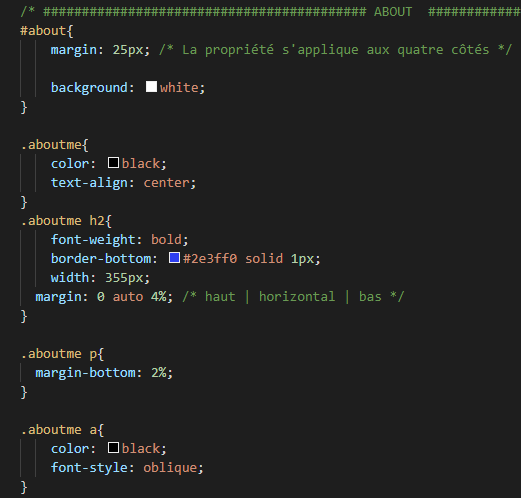 /* ########################################## ABOUT ############
#about{
margin: 25px; /* La propriété s'applique aux quatre côtés */
background: white;
}
.aboutme{
color: black;
text-align: center;
}
.aboutme h2{
font-weight: bold;
border-bottom: #2e3ff0 solid 1px;
width: 355px;
margin: 0 auto 4%; /* haut | horizontal | bas */
}
.aboutme p{
margin-bottom: 2%;
}
.aboutme a{
color: black;
font-style: oblique;
}